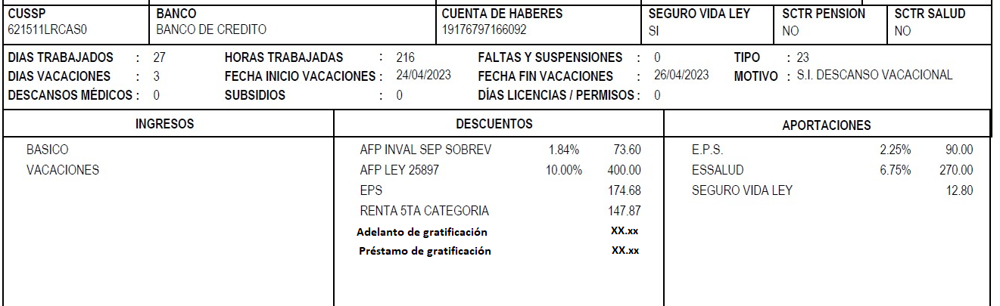 CUSSP BANCO CUENTA DE HABERES SEGURO VIDA LEY SCTR PENSION SCTR SALUD
621511LRCAS0 BANCO DE CREDITO 19176797166092 SI NO NO
DIAS TRABAJADOS : 27 HORAS TRABAJADAS : 216 FALTAS Y SUSPENSIONES : 0 TIPO : 23
DIAS VACACIONES : 3 FECHA INICIO VACACIONES : 24/04/2023 FECHA FIN VACACIONES : 26/04/2023 MOTIVO : S.I. DESCANSO VACACIONAL
DESCANSOS MÉDICOS : 0 SUBSIDIOS : 0 DÍAS LICENCIAS / PERMISOS : 0
INGRESOS DESCUENTOS APORTACIONES
BASICO AFP INVAL SEP SOBREV 1.84% 73.60 E.P.S. 2.25% 90.00
VACACIONES AFP LEY 25897 10.00% 400.00 ESSALUD 6.75% 270.00
EPS 174.68 SEGURO VIDA LEY 12.80
RENTA 5TA CATEGORIA 147.87
Adelanto de gratificación XX.xx
Préstamo de gratificación XX.xx